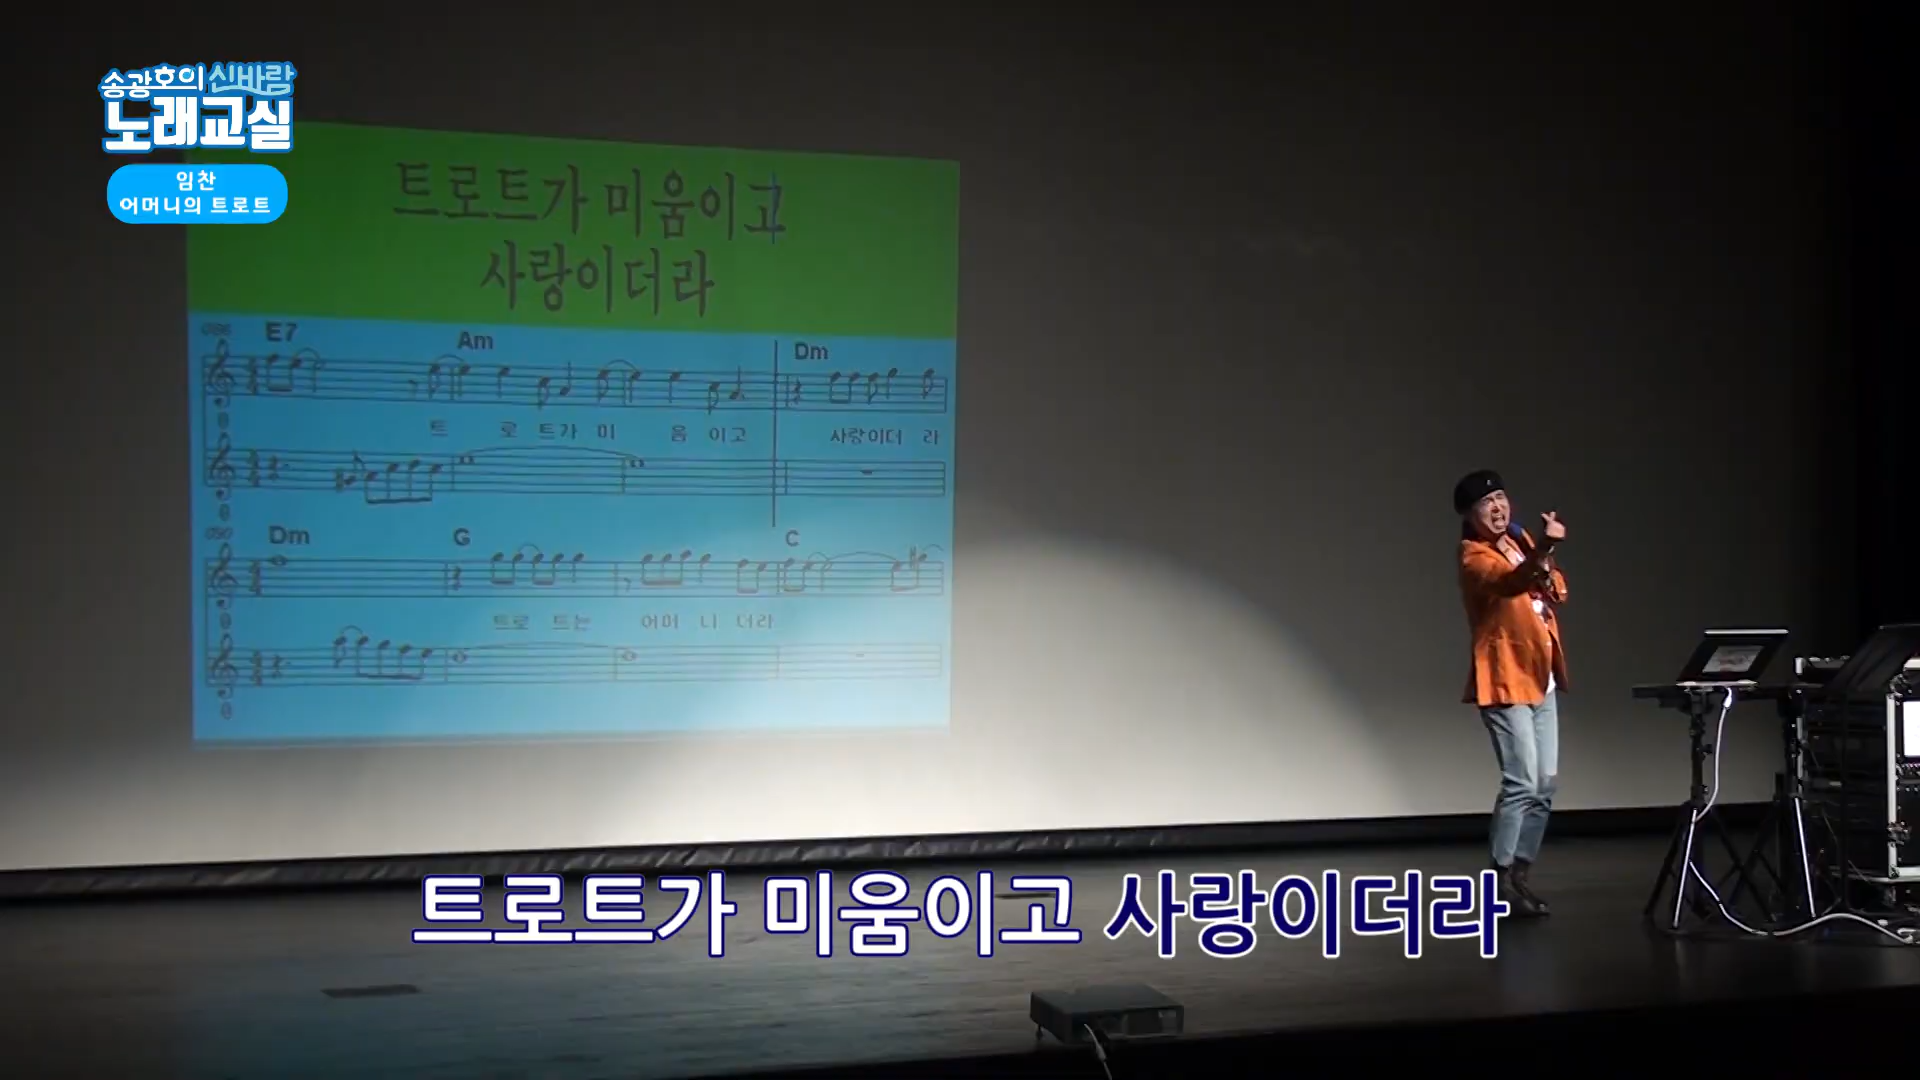 송광호의 신바람
노래교실
임찬
어머니의 트로트
트로트가 미움이고
사랑이더라
086 E7 Am Dm
트 로 트가 미 움 이고 사랑이더 라
090 Dm G C
트로 트는 어머 니 더라
트로트가 미움이고 사랑이더라